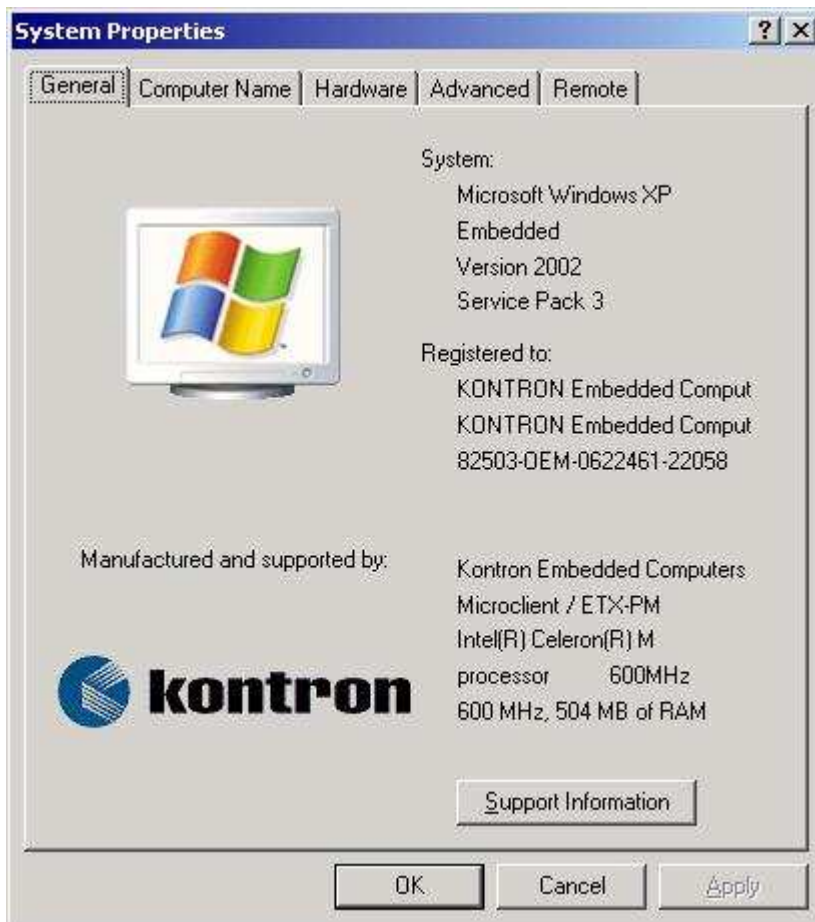 System Properties
General Computer Name Hardware Advanced Remote
System:
Microsoft Windows XP
Embedded
Version 2002
Service Pack 3
Registered to:
KONTRON Embedded Comput
KONTRON Embedded Comput
82503-OEM-0622461-22058
Manufactured and supported by:
Kontron Embedded Computers
Microclient / ETX-PM
Intel(R) Celeron(R) M
processor 600MHz
600 MHz, 504 MB of RAM
kontron
Support Information
OK Cancel Apply